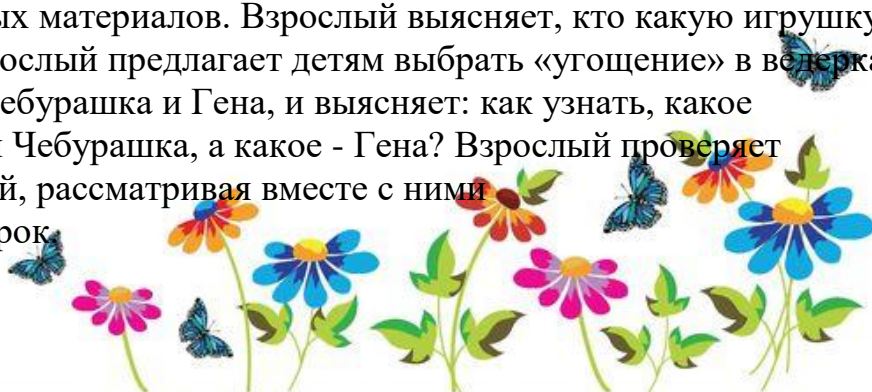 ых материалов. Взрослый выясняет, кто какую игрушку
ослый предлагает детям выбрать «угощение» в ведерка
ебурашка и Гена, и выясняет: как узнать, какое
Чебурашка, а какое - Гена? Взрослый проверяет
й, рассматривая вместе с ними
рок.